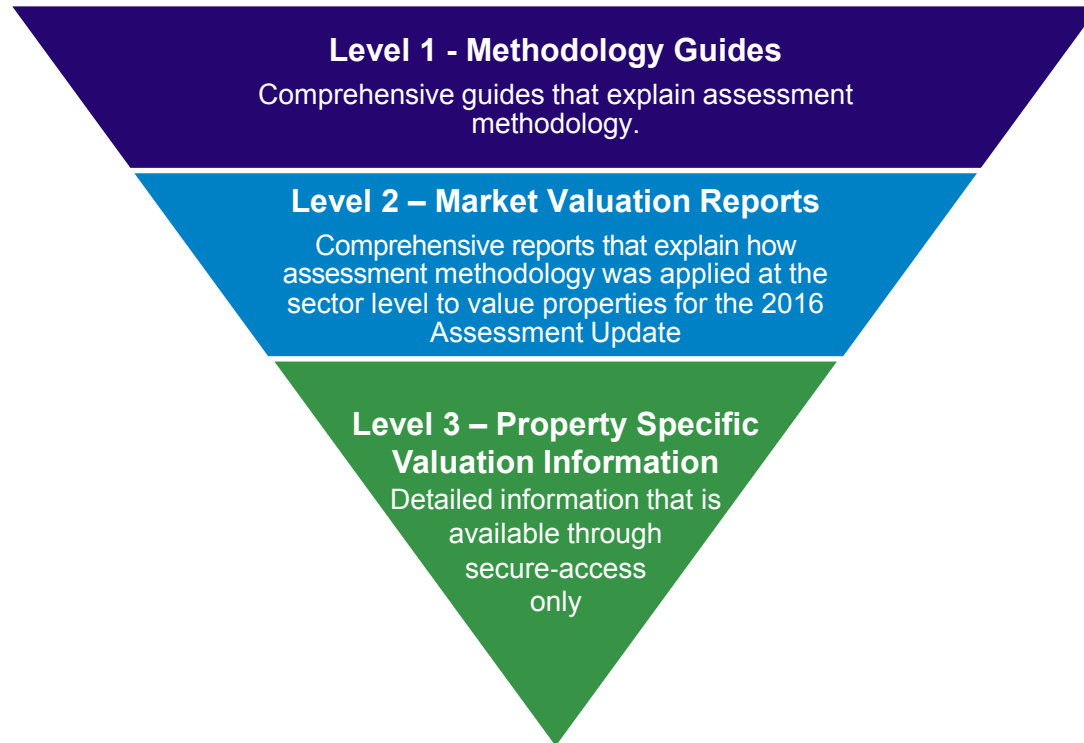 Level 1 - Methodology Guides
Comprehensive guides that explain assessment
methodology.
Level 2 – Market Valuation Reports
Comprehensive reports that explain how
assessment methodology was applied at the
sector level to value properties for the 2016
Assessment Update
Level 3 – Property Specific
Valuation Information
Detailed information that is
available through
secure-access
only